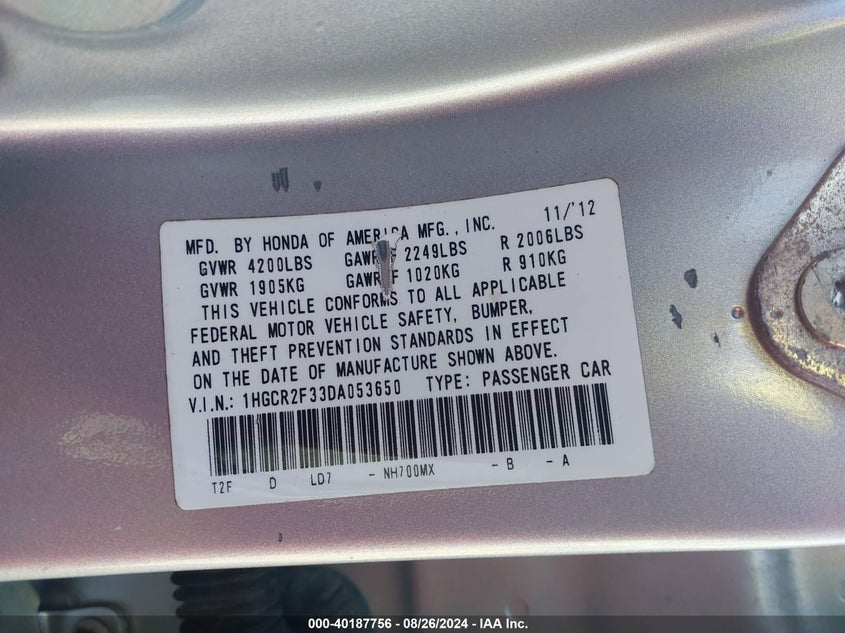 MFD. BY HONDA OF AMERICA MFG., INC. 11/'12
GVWR 4200LBS GAWR F 2249LBS R 2006LBS
GVWR 1905KG GAWR F 1020KG R 910KG
THIS VEHICLE CONFORMS TO ALL APPLICABLE
FEDERAL MOTOR VEHICLE SAFETY, BUMPER,
AND THEFT PREVENTION STANDARDS IN EFFECT
ON THE DATE OF MANUFACTURE SHOWN ABOVE.
V.I.N.: 1HGCR2F33DA053650 TYPE: PASSENGER CAR
T2F D LD7 - NH700MX - B - A
000-40187756 | 08/26/2024 | IAA Inc.